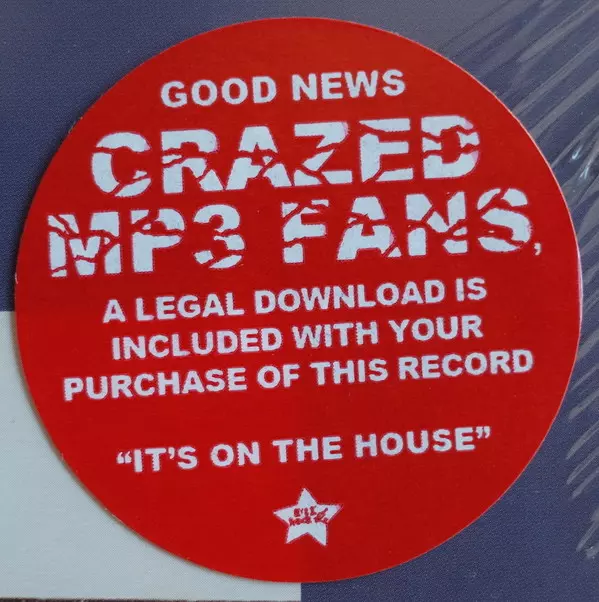 GOOD NEWS
CRAZED
MP3 FANS,
A LEGAL DOWNLOAD IS
INCLUDED WITH YOUR
PURCHASE OF THIS RECORD
“IT'S ON THE HOUSE”